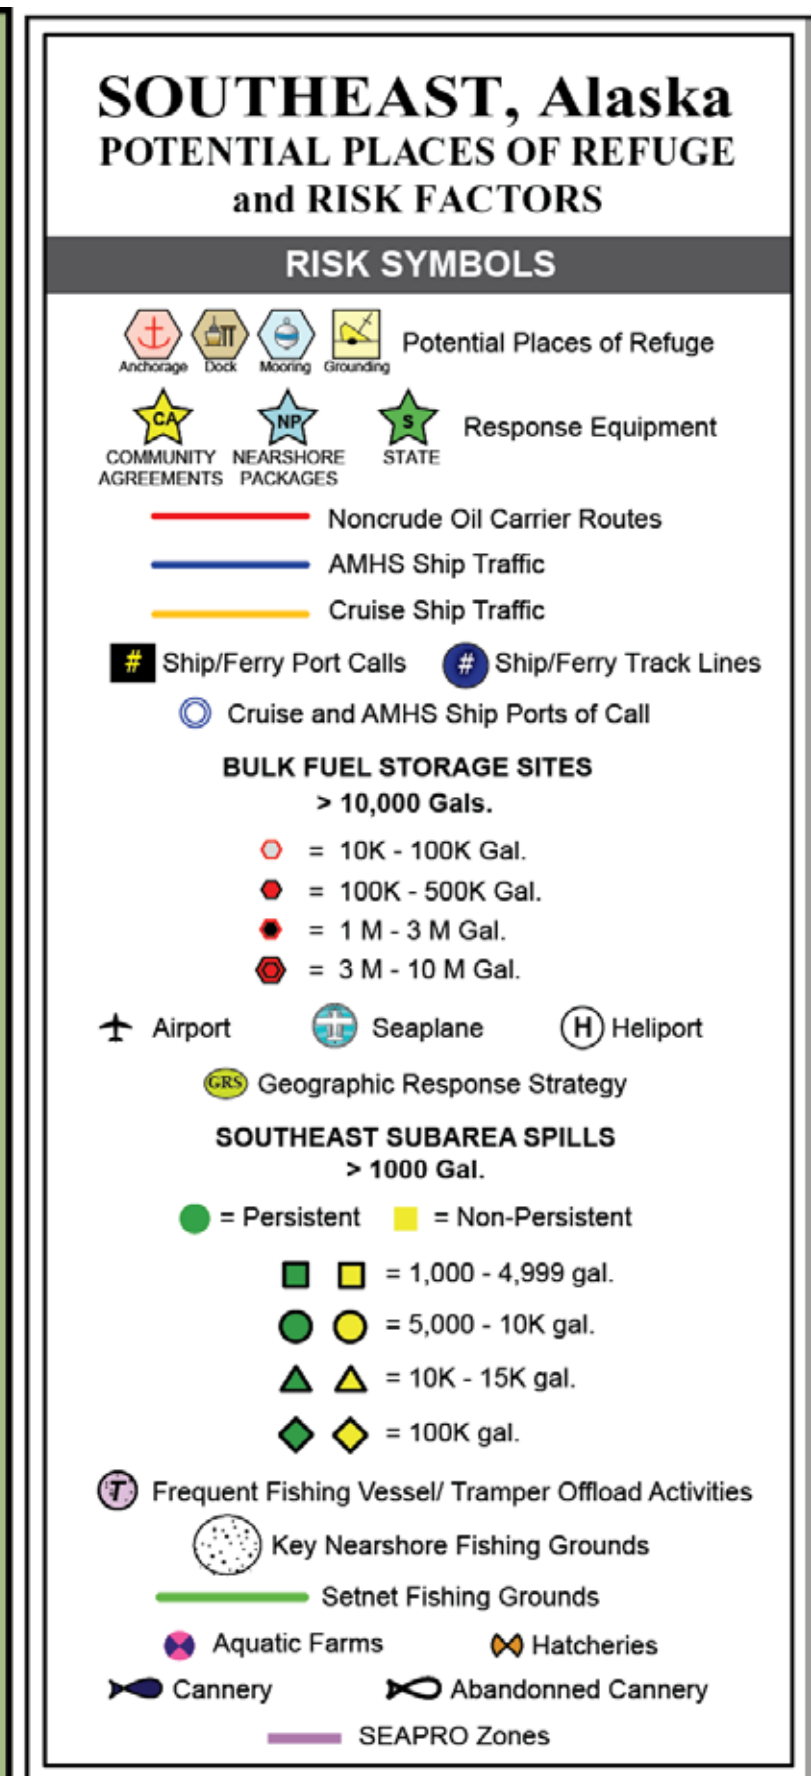 SOUTHEAST, Alaska
POTENTIAL PLACES OF REFUGE
and RISK FACTORS
RISK SYMBOLS
Anchorage Dock Mooring Grounding Potential Places of Refuge
CA NP S Response Equipment
COMMUNITY AGREEMENTS NEARSHORE PACKAGES STATE
Noncrude Oil Carrier Routes
AMHS Ship Traffic
Cruise Ship Traffic
# Ship/Ferry Port Calls # Ship/Ferry Track Lines
Cruise and AMHS Ship Ports of Call
BULK FUEL STORAGE SITES
> 10,000 Gals.
= 10K - 100K Gal.
= 100K - 500K Gal.
= 1 M - 3 M Gal.
= 3 M - 10 M Gal.
Airport Seaplane H Heliport
GRS Geographic Response Strategy
SOUTHEAST SUBAREA SPILLS
> 1000 Gal.
= Persistent = Non-Persistent
= 1,000 - 4,999 gal.
= 5,000 - 10K gal.
= 10K - 15K gal.
= 100K gal.
T Frequent Fishing Vessel/ Tramper Offload Activities
Key Nearshore Fishing Grounds
Setnet Fishing Grounds
Aquatic Farms Hatcheries
Cannery Abandonned Cannery
SEAPRO Zones